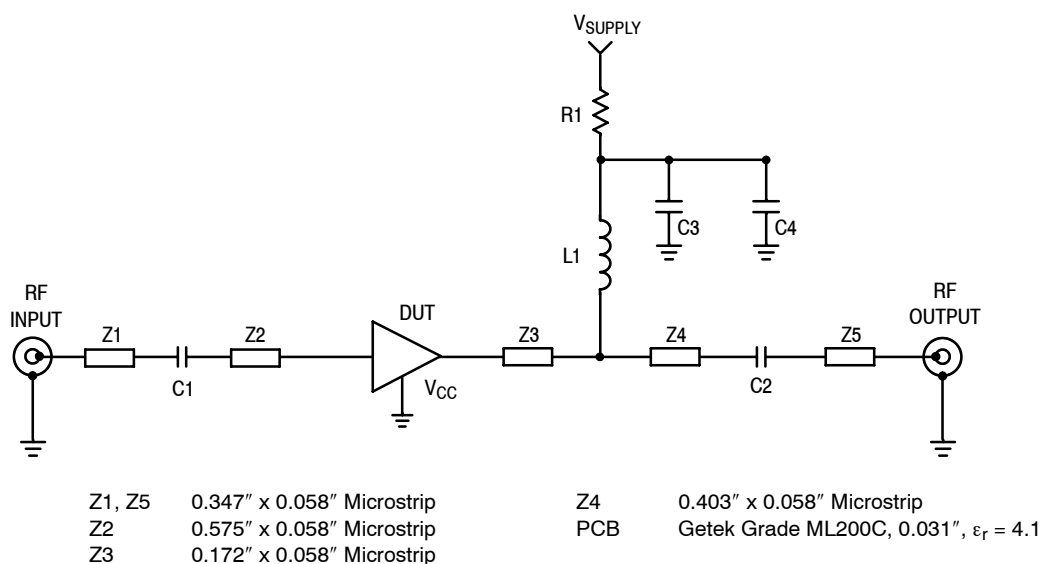 V_SUPPLY
R1
C3
C4
L1
RF
INPUT
Z1
C1
Z2
DUT
V_CC
Z3
Z4
C2
Z5
RF
OUTPUT
Z1, Z5 0.347″ x 0.058″ Microstrip
Z2 0.575″ x 0.058″ Microstrip
Z3 0.172″ x 0.058″ Microstrip
Z4 0.403″ x 0.058″ Microstrip
PCB Getek Grade ML200C, 0.031″, εr = 4.1